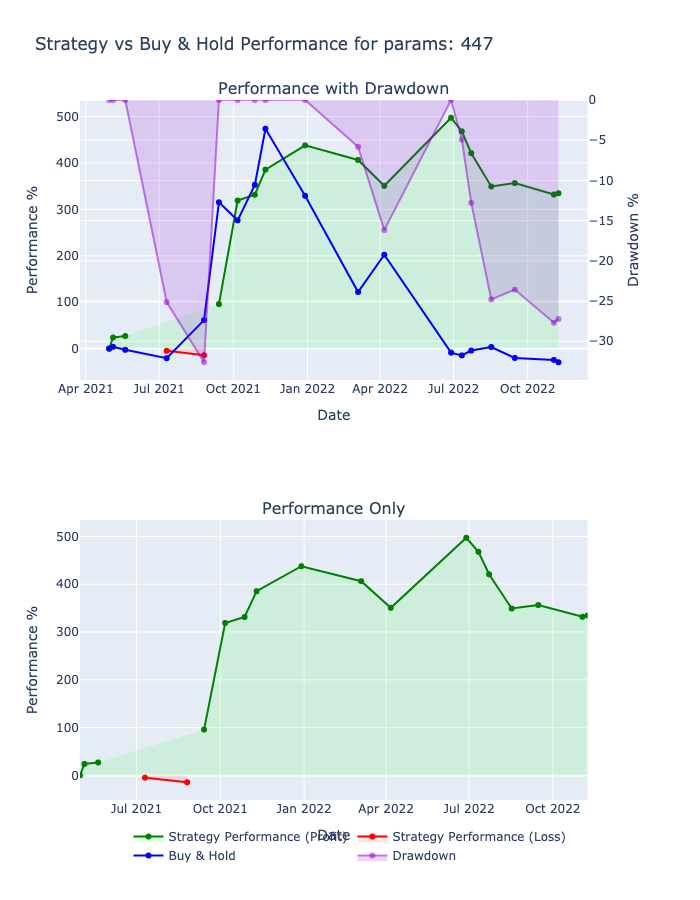 Strategy vs Buy & Hold Performance for params: 447
Performance with Drawdown
500
400
300
200
100
0
Performance %
0
−5
−10
−15
−20
−25
−30
Drawdown %
Apr 2021 Jul 2021 Oct 2021 Jan 2022 Apr 2022 Jul 2022 Oct 2022
Date
Performance Only
500
400
300
200
100
0
Performance %
Jul 2021 Oct 2021 Jan 2022 Apr 2022 Jul 2022 Oct 2022
Date
Strategy Performance (Profit) Strategy Performance (Loss)
Buy & Hold Drawdown